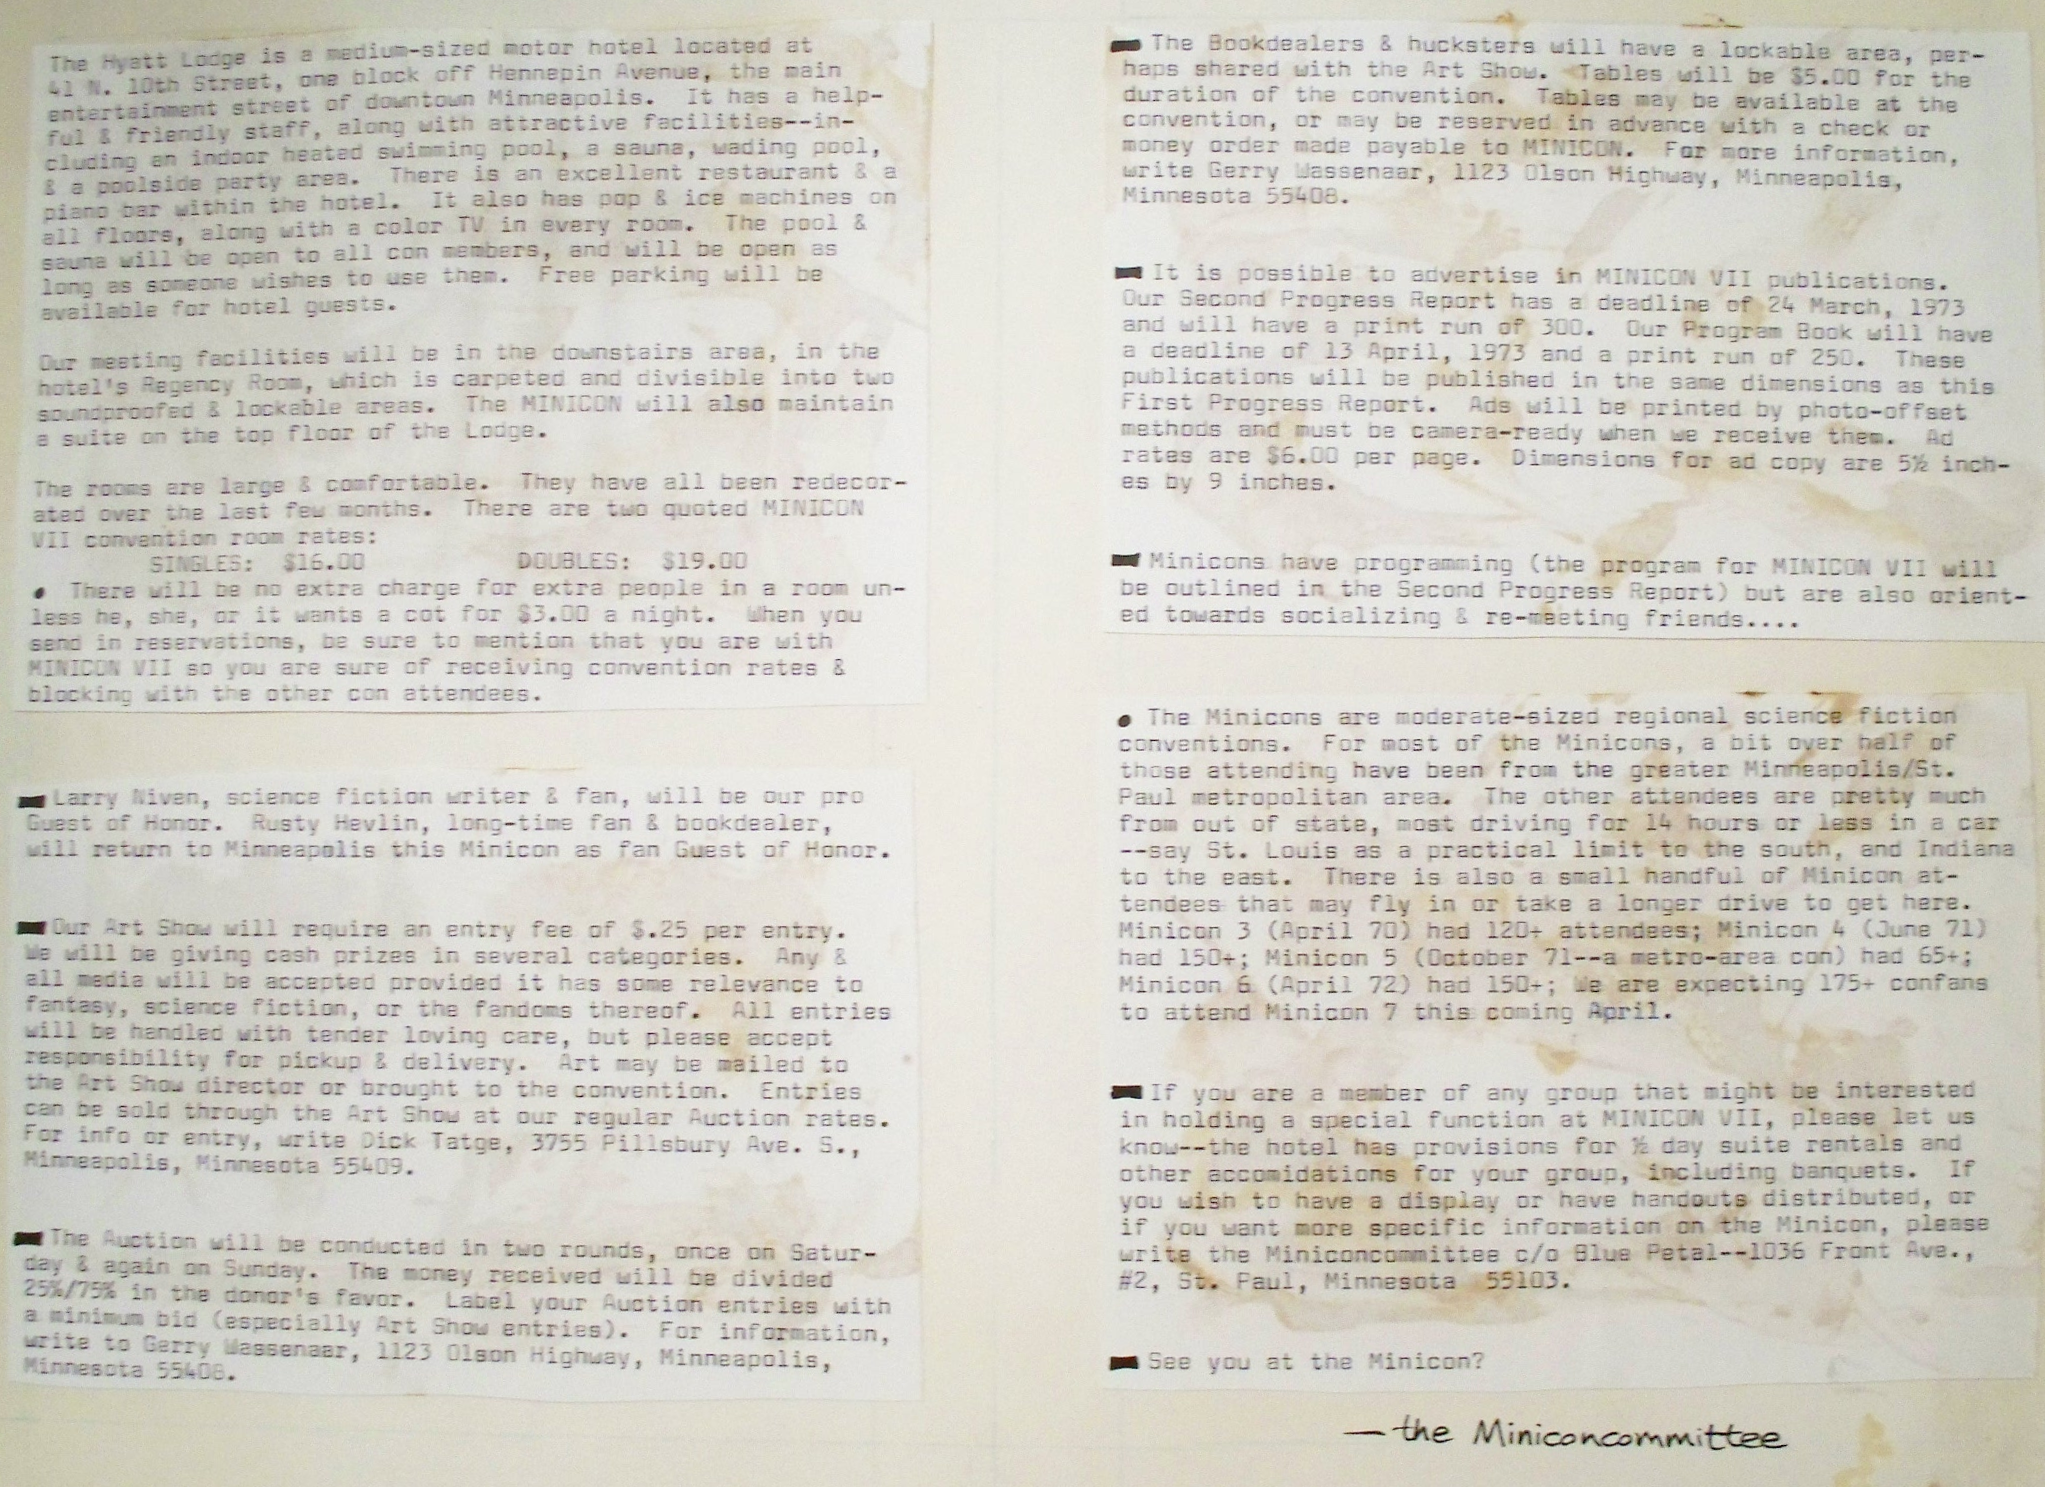 The Hyatt Lodge is a medium-sized motor hotel located at
41 N. 10th Street, one block off Hennepin Avenue, the main
entertainment street of downtown Minneapolis.  It has a help-
ful & friendly staff, along with attractive facilities--in-
cluding an indoor heated swimming pool, a sauna, wading pool,
& a poolside party area.  There is an excellent restaurant & a
piano bar within the hotel.  It also has pop & ice machines on
all floors, along with a color TV in every room.  The pool &
sauna will be open to all con members, and will be open as
long as someone wishes to use them.  Free parking will be
available for hotel guests.

Our meeting facilities will be in the downstairs area, in the
hotel's Regency Room, which is carpeted and divisible into two
soundproofed & lockable areas.  The MINICON will also maintain
a suite on the top floor of the Lodge.

The rooms are large & comfortable.  They have all been redecor-
ated over the last few months.  There are two quoted MINICON
VII convention room rates:
SINGLES:  $16.00    DOUBLES:  $19.00
• There will be no extra charge for extra people in a room un-
less he, she, or it wants a cot for $3.00 a night.  When you
send in reservations, be sure to mention that you are with
MINICON VII so you are sure of receiving convention rates &
blocking with the other con attendees.

Larry Niven, science fiction writer & fan, will be our pro
Guest of Honor.  Rusty Hevlin, long-time fan & bookdealer,
will return to Minneapolis this Minicon as fan Guest of Honor.

Our Art Show will require an entry fee of $.25 per entry.
We will be giving cash prizes in several categories.  Any &
all media will be accepted provided it has some relevance to
fantasy, science fiction, or the fandoms thereof.  All entries
will be handled with tender loving care, but please accept
responsibility for pickup & delivery.  Art may be mailed to
the Art Show director or brought to the convention.  Entries
can be sold through the Art Show at our regular Auction rates.
For info or entry, write Dick Tatge, 3755 Pillsbury Ave. S.,
Minneapolis, Minnesota 55409.

The Auction will be conducted in two rounds, once on Satur-
day & again on Sunday.  The money received will be divided
25%/75% in the donor's favor.  Label your Auction entries with
a minimum bid (especially Art Show entries).  For information,
write to Gerry Wassenaar, 1123 Olson Highway, Minneapolis,
Minnesota 55408.

The Bookdealers & hucksters will have a lockable area, per-
haps shared with the Art Show.  Tables will be $5.00 for the
duration of the convention.  Tables may be available at the
convention, or may be reserved in advance with a check or
money order made payable to MINICON.  For more information,
write Gerry Wassenaar, 1123 Olson Highway, Minneapolis,
Minnesota 55408.

It is possible to advertise in MINICON VII publications.
Our Second Progress Report has a deadline of 24 March, 1973
and will have a print run of 300.  Our Program Book will have
a deadline of 13 April, 1973 and a print run of 250.  These
publications will be published in the same dimensions as this
First Progress Report.  Ads will be printed by photo-offset
methods and must be camera-ready when we receive them.  Ad
rates are $6.00 per page.  Dimensions for ad copy are 5½ inch-
es by 9 inches.

Minicons have programming (the program for MINICON VII will
be outlined in the Second Progress Report) but are also orient-
ed towards socializing & re-meeting friends....

• The Minicons are moderate-sized regional science fiction
conventions.  For most of the Minicons, a bit over half of
those attending have been from the greater Minneapolis/St.
Paul metropolitan area.  The other attendees are pretty much
from out of state, most driving for 14 hours or less in a car
--say St. Louis as a practical limit to the south, and Indiana
to the east.  There is also a small handful of Minicon at-
tendees that may fly in or take a longer drive to get here.
Minicon 3 (April 70) had 120+ attendees; Minicon 4 (June 71)
had 150+; Minicon 5 (October 71--a metro-area con) had 65+;
Minicon 6 (April 72) had 150+; We are expecting 175+ confans
to attend Minicon 7 this coming April.

If you are a member of any group that might be interested
in holding a special function at MINICON VII, please let us
know--the hotel has provisions for ½ day suite rentals and
other accomidations for your group, including banquets.  If
you wish to have a display or have handouts distributed, or
if you want more specific information on the Minicon, please
write the Miniconcommittee c/o Blue Petal--1036 Front Ave.,
#2, St. Paul, Minnesota  55103.

See you at the Minicon?

— the Miniconcommittee